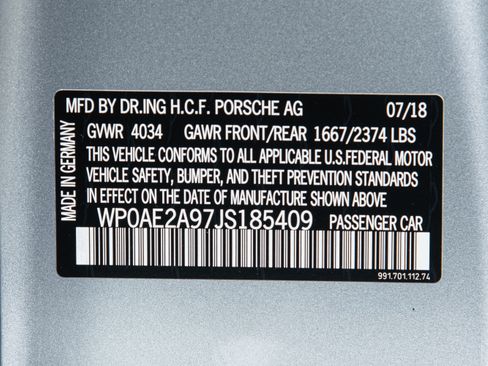 MFD BY DR.ING H.C.F. PORSCHE AG 07/18
GVWR 4034 GAWR FRONT/REAR 1667/2374 LBS
THIS VEHICLE CONFORMS TO ALL APPLICABLE U.S.FEDERAL MOTOR
VEHICLE SAFETY, BUMPER, AND THEFT PREVENTION STANDARDS
IN EFFECT ON THE DATE OF MANUFACTURE SHOWN ABOVE
WP0AE2A97JS185409 PASSENGER CAR
991.701.112.74
MADE IN GERMANY